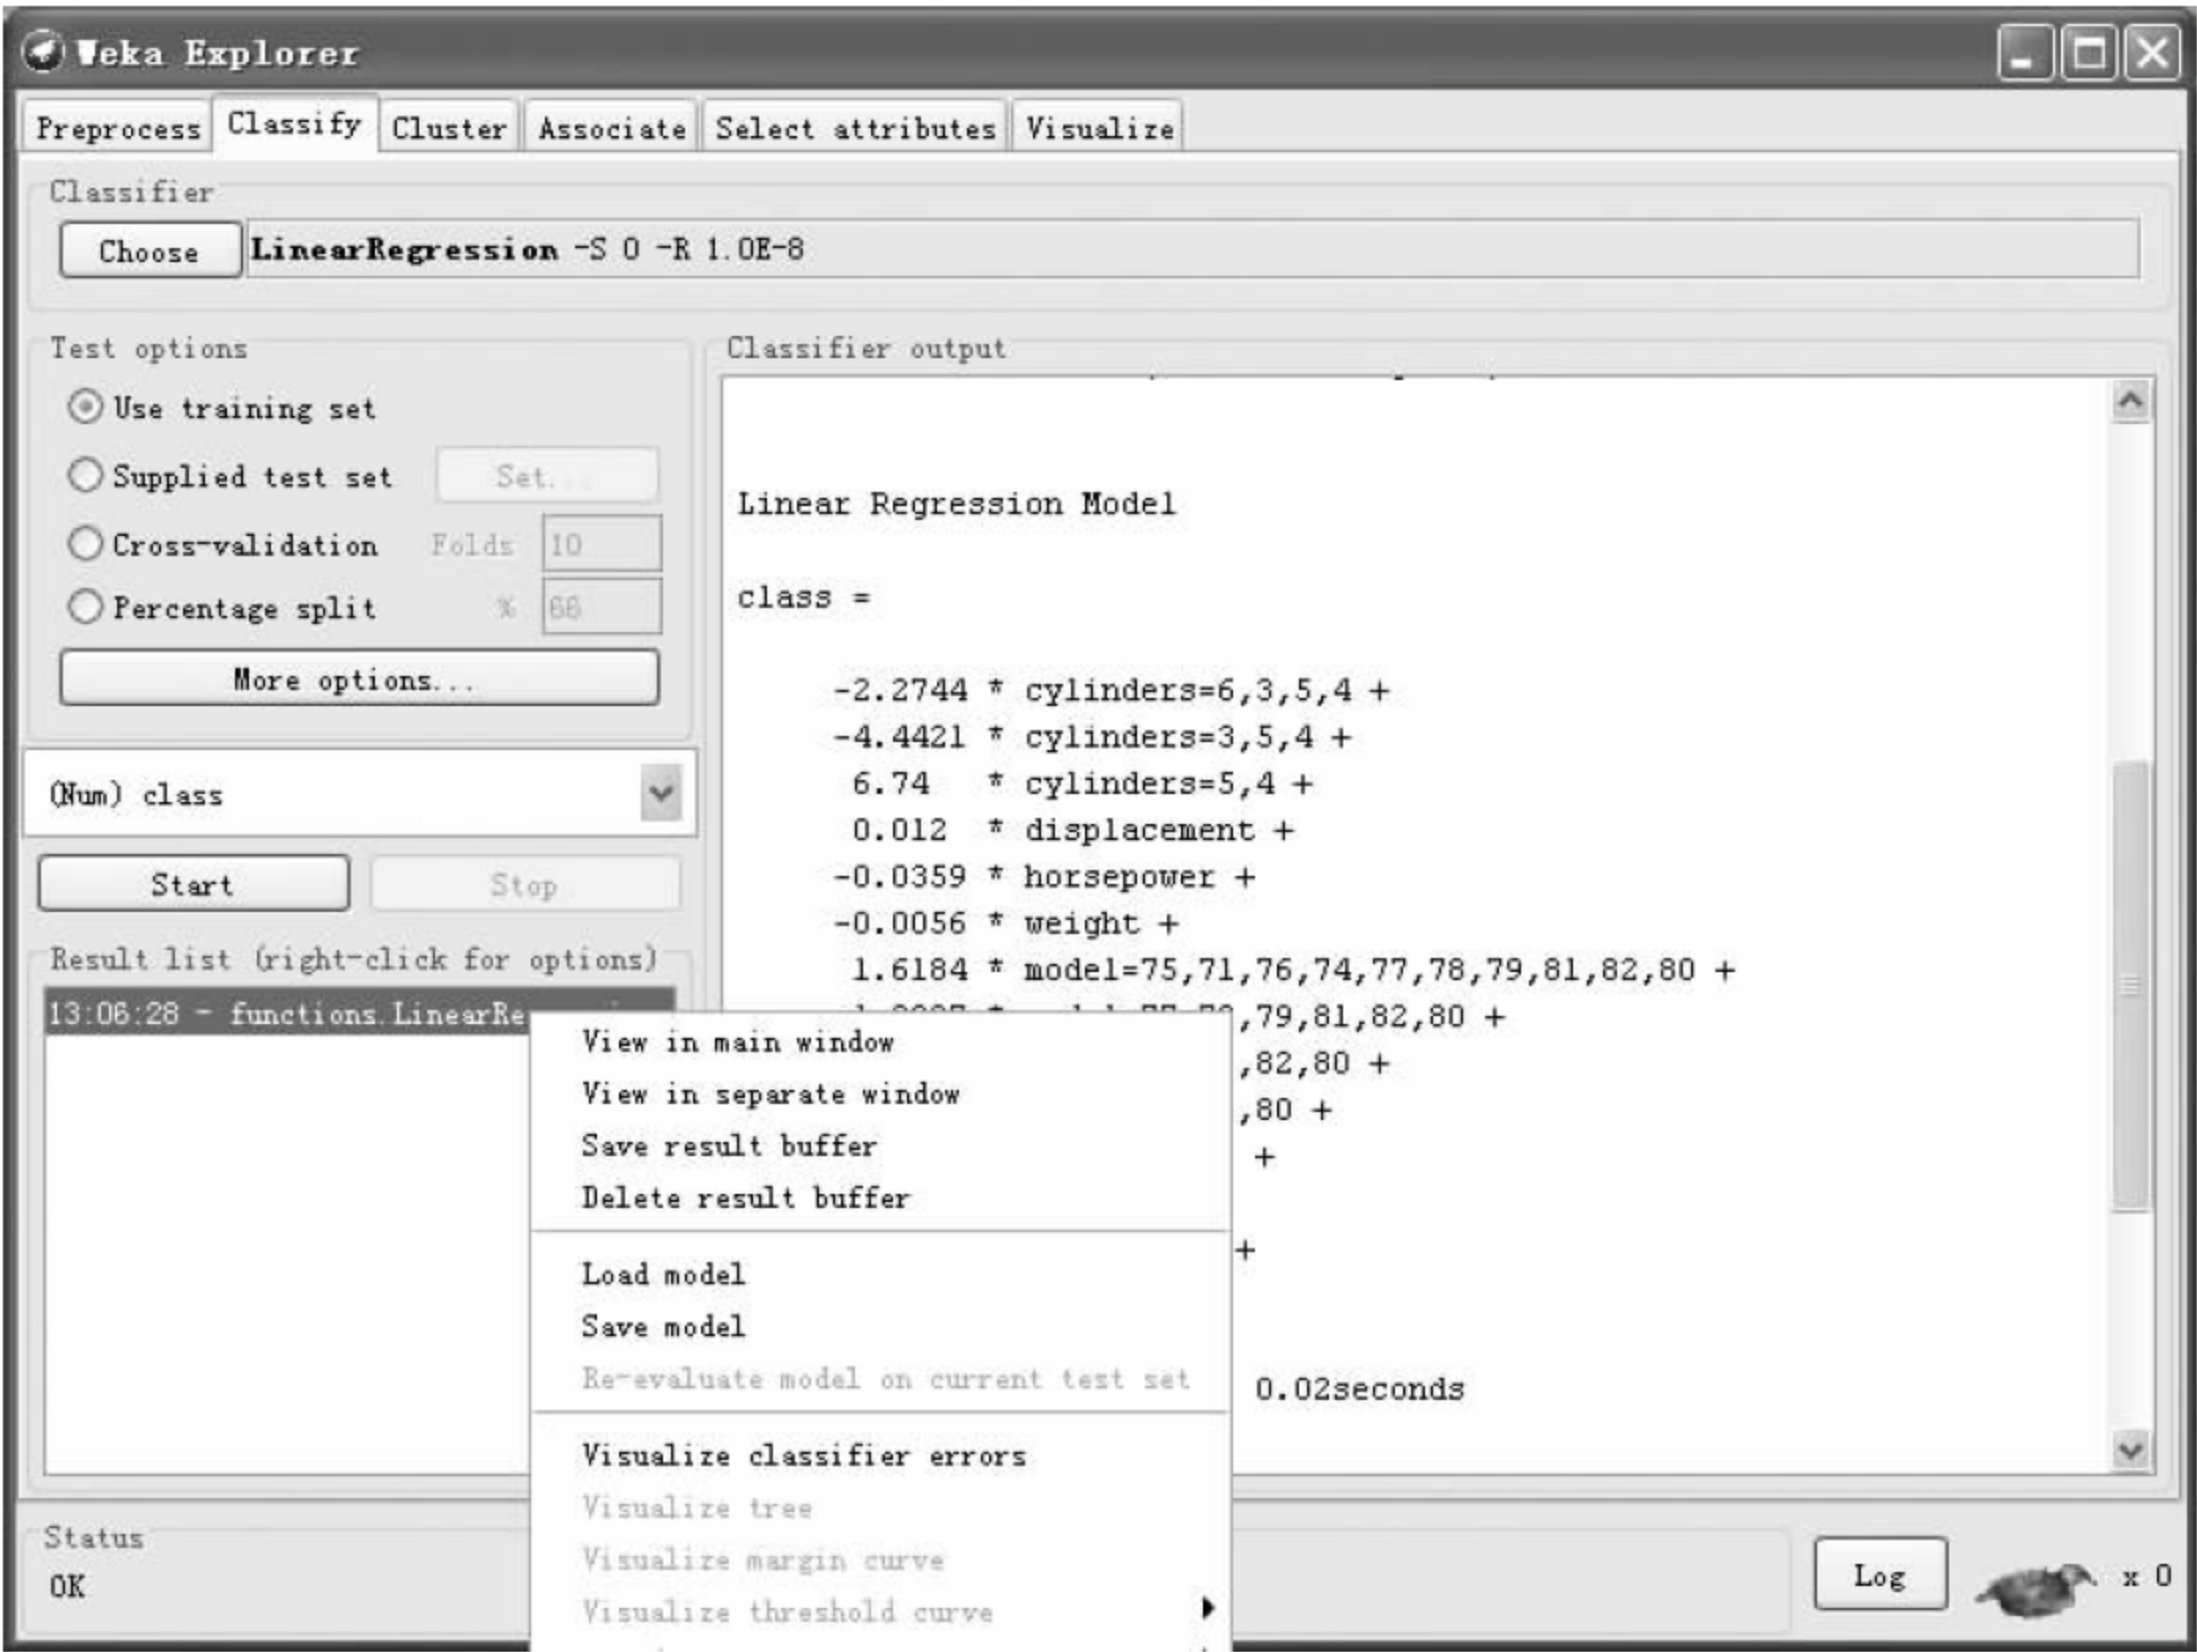 Weka Explorer
Preprocess Classify Cluster Associate Select attributes Visualize
Classifier
Choose LinearRegression -S 0 -R 1.0E-8
Test options
Use training set
Supplied test set Set...
Cross-validation Folds 10
Percentage split % 66
More options...
(Num) class
Start Stop
Result list (right-click for options)
13:06:28 - functions.LinearRe
Classifier output
Linear Regression Model
class =
-2.2744 * cylinders=6,3,5,4 +
-4.4421 * cylinders=3,5,4 +
6.74 * cylinders=5,4 +
0.012 * displacement +
-0.0359 * horsepower +
-0.0056 * weight +
1.6184 * model=75,71,76,74,77,78,79,81,82,80 +
,79,81,82,80 +
,82,80 +
,80 +
+
+
0.02seconds
View in main window
View in separate window
Save result buffer
Delete result buffer
Load model
Save model
Re-evaluate model on current test set
Visualize classifier errors
Visualize tree
Visualize margin curve
Visualize threshold curve
Status
OK
Log x 0